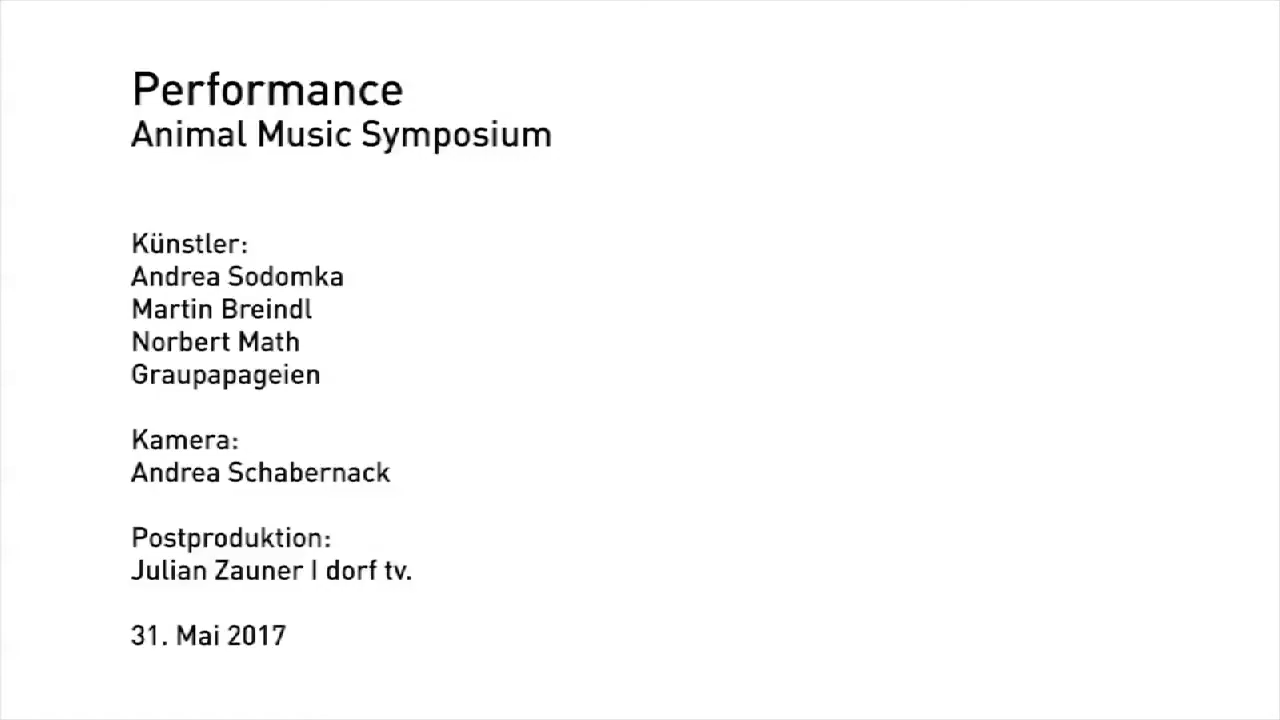 Performance
Animal Music Symposium
Künstler:
Andrea Sodomka
Martin Breindl
Norbert Math
Graupapageien
Kamera:
Andrea Schabernack
Postproduktion:
Julian Zauner | dorf tv.
31. Mai 2017